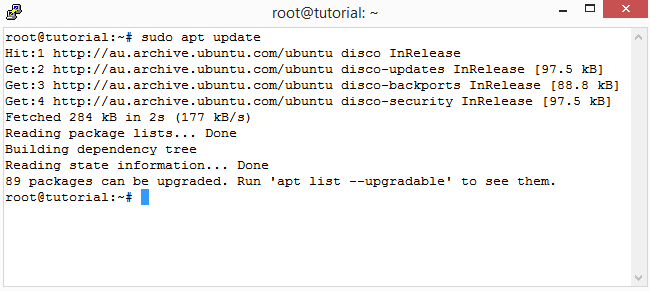 root@tutorial: ~
root@tutorial:~# sudo apt update
Hit:1 http://au.archive.ubuntu.com/ubuntu disco InRelease
Get:2 http://au.archive.ubuntu.com/ubuntu disco-updates InRelease [97.5 kB]
Get:3 http://au.archive.ubuntu.com/ubuntu disco-backports InRelease [88.8 kB]
Get:4 http://au.archive.ubuntu.com/ubuntu disco-security InRelease [97.5 kB]
Fetched 284 kB in 2s (177 kB/s)
Reading package lists... Done
Building dependency tree
Reading state information... Done
89 packages can be upgraded. Run 'apt list --upgradable' to see them.
root@tutorial:~#